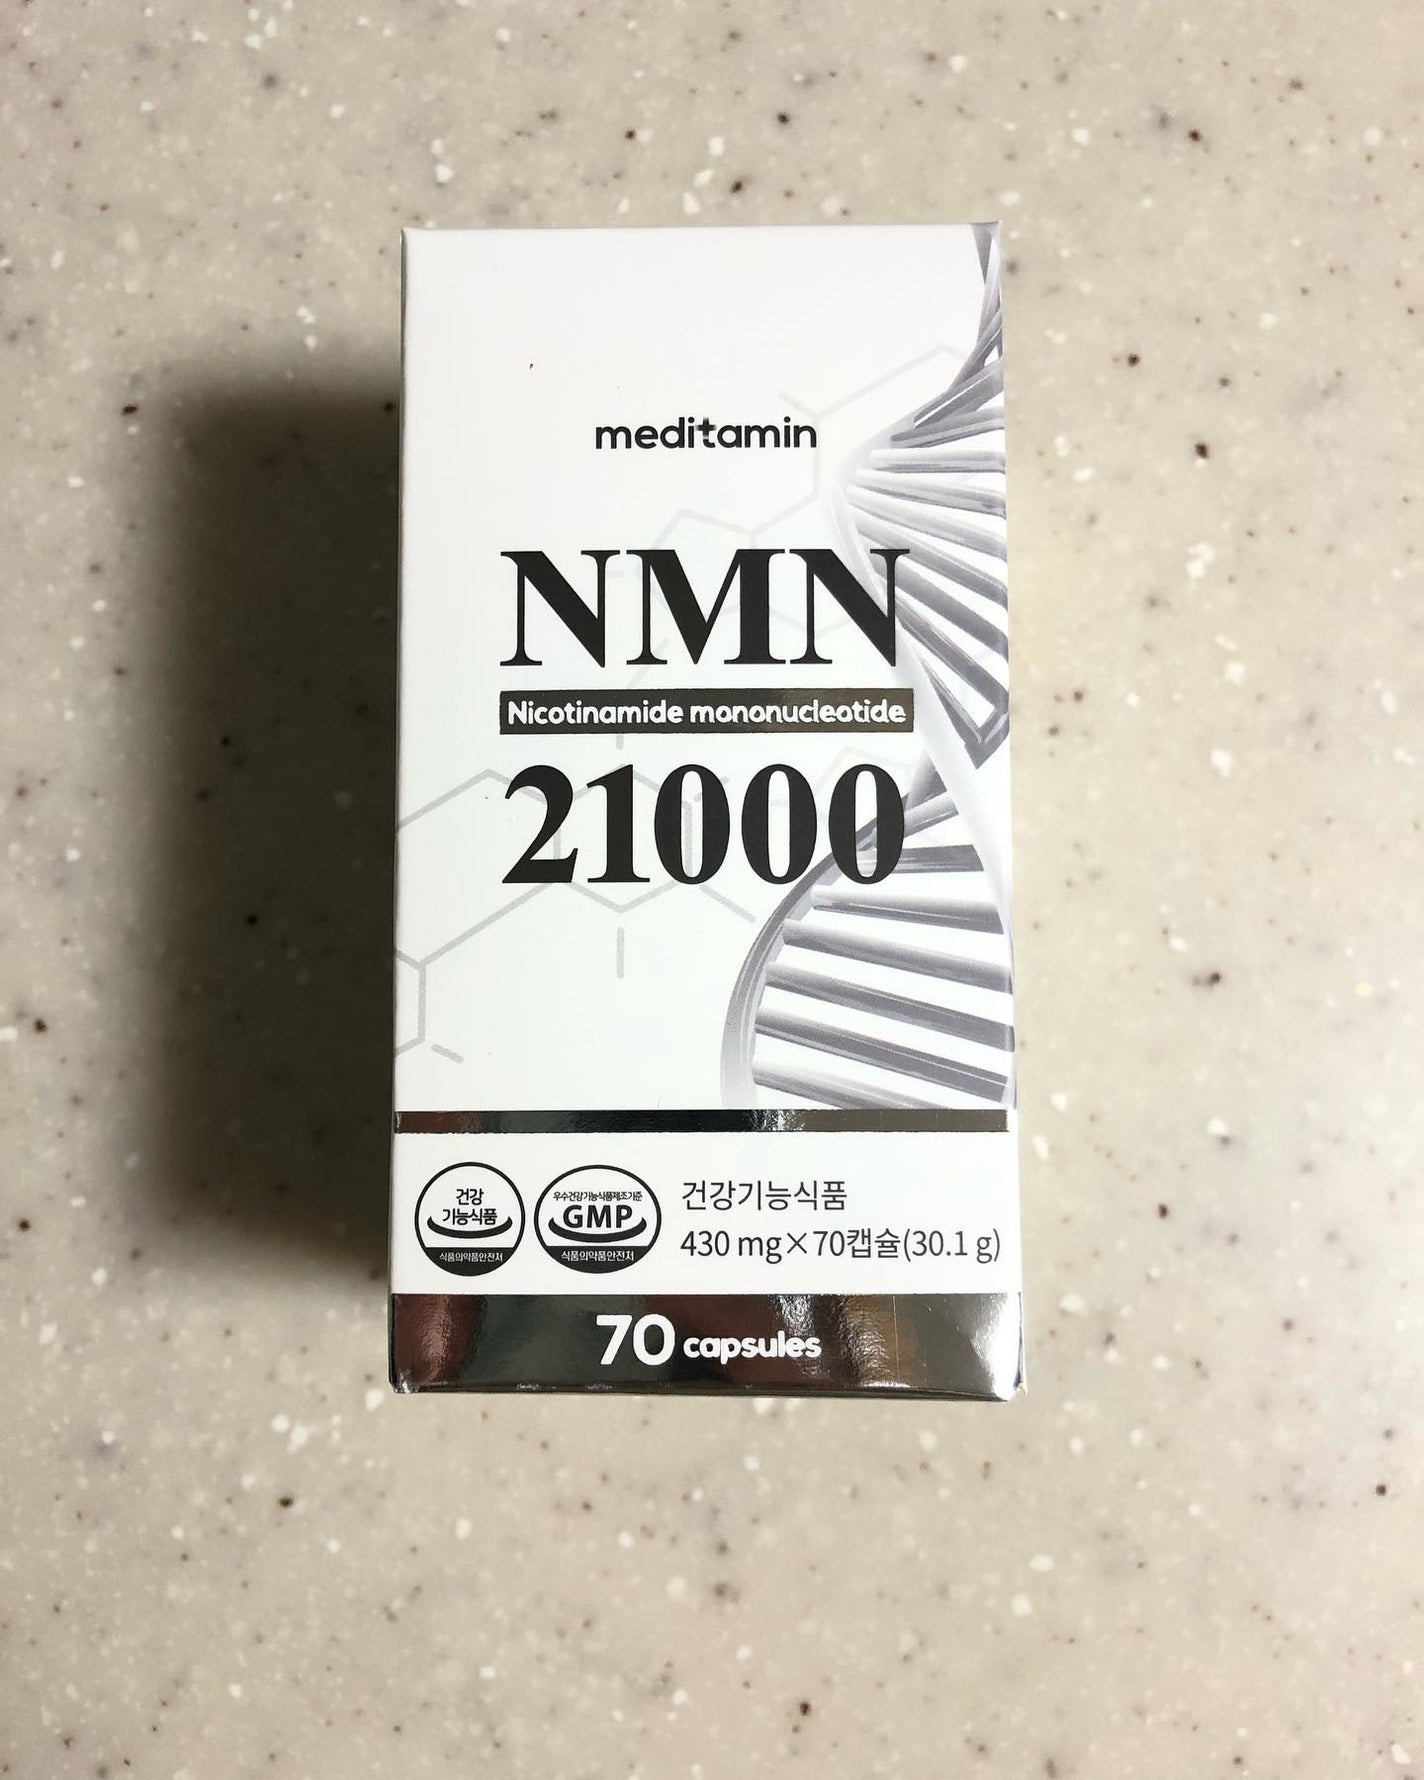 meditamin
NMN
Nicotinamide mononucleotide
21000
건강
기능식품
식품의약품안전처
우수건강기능식품제조기준
GMP
식품의약품안전처
건강기능식품
430 mg×70캡슐(30.1 g)
70 capsules